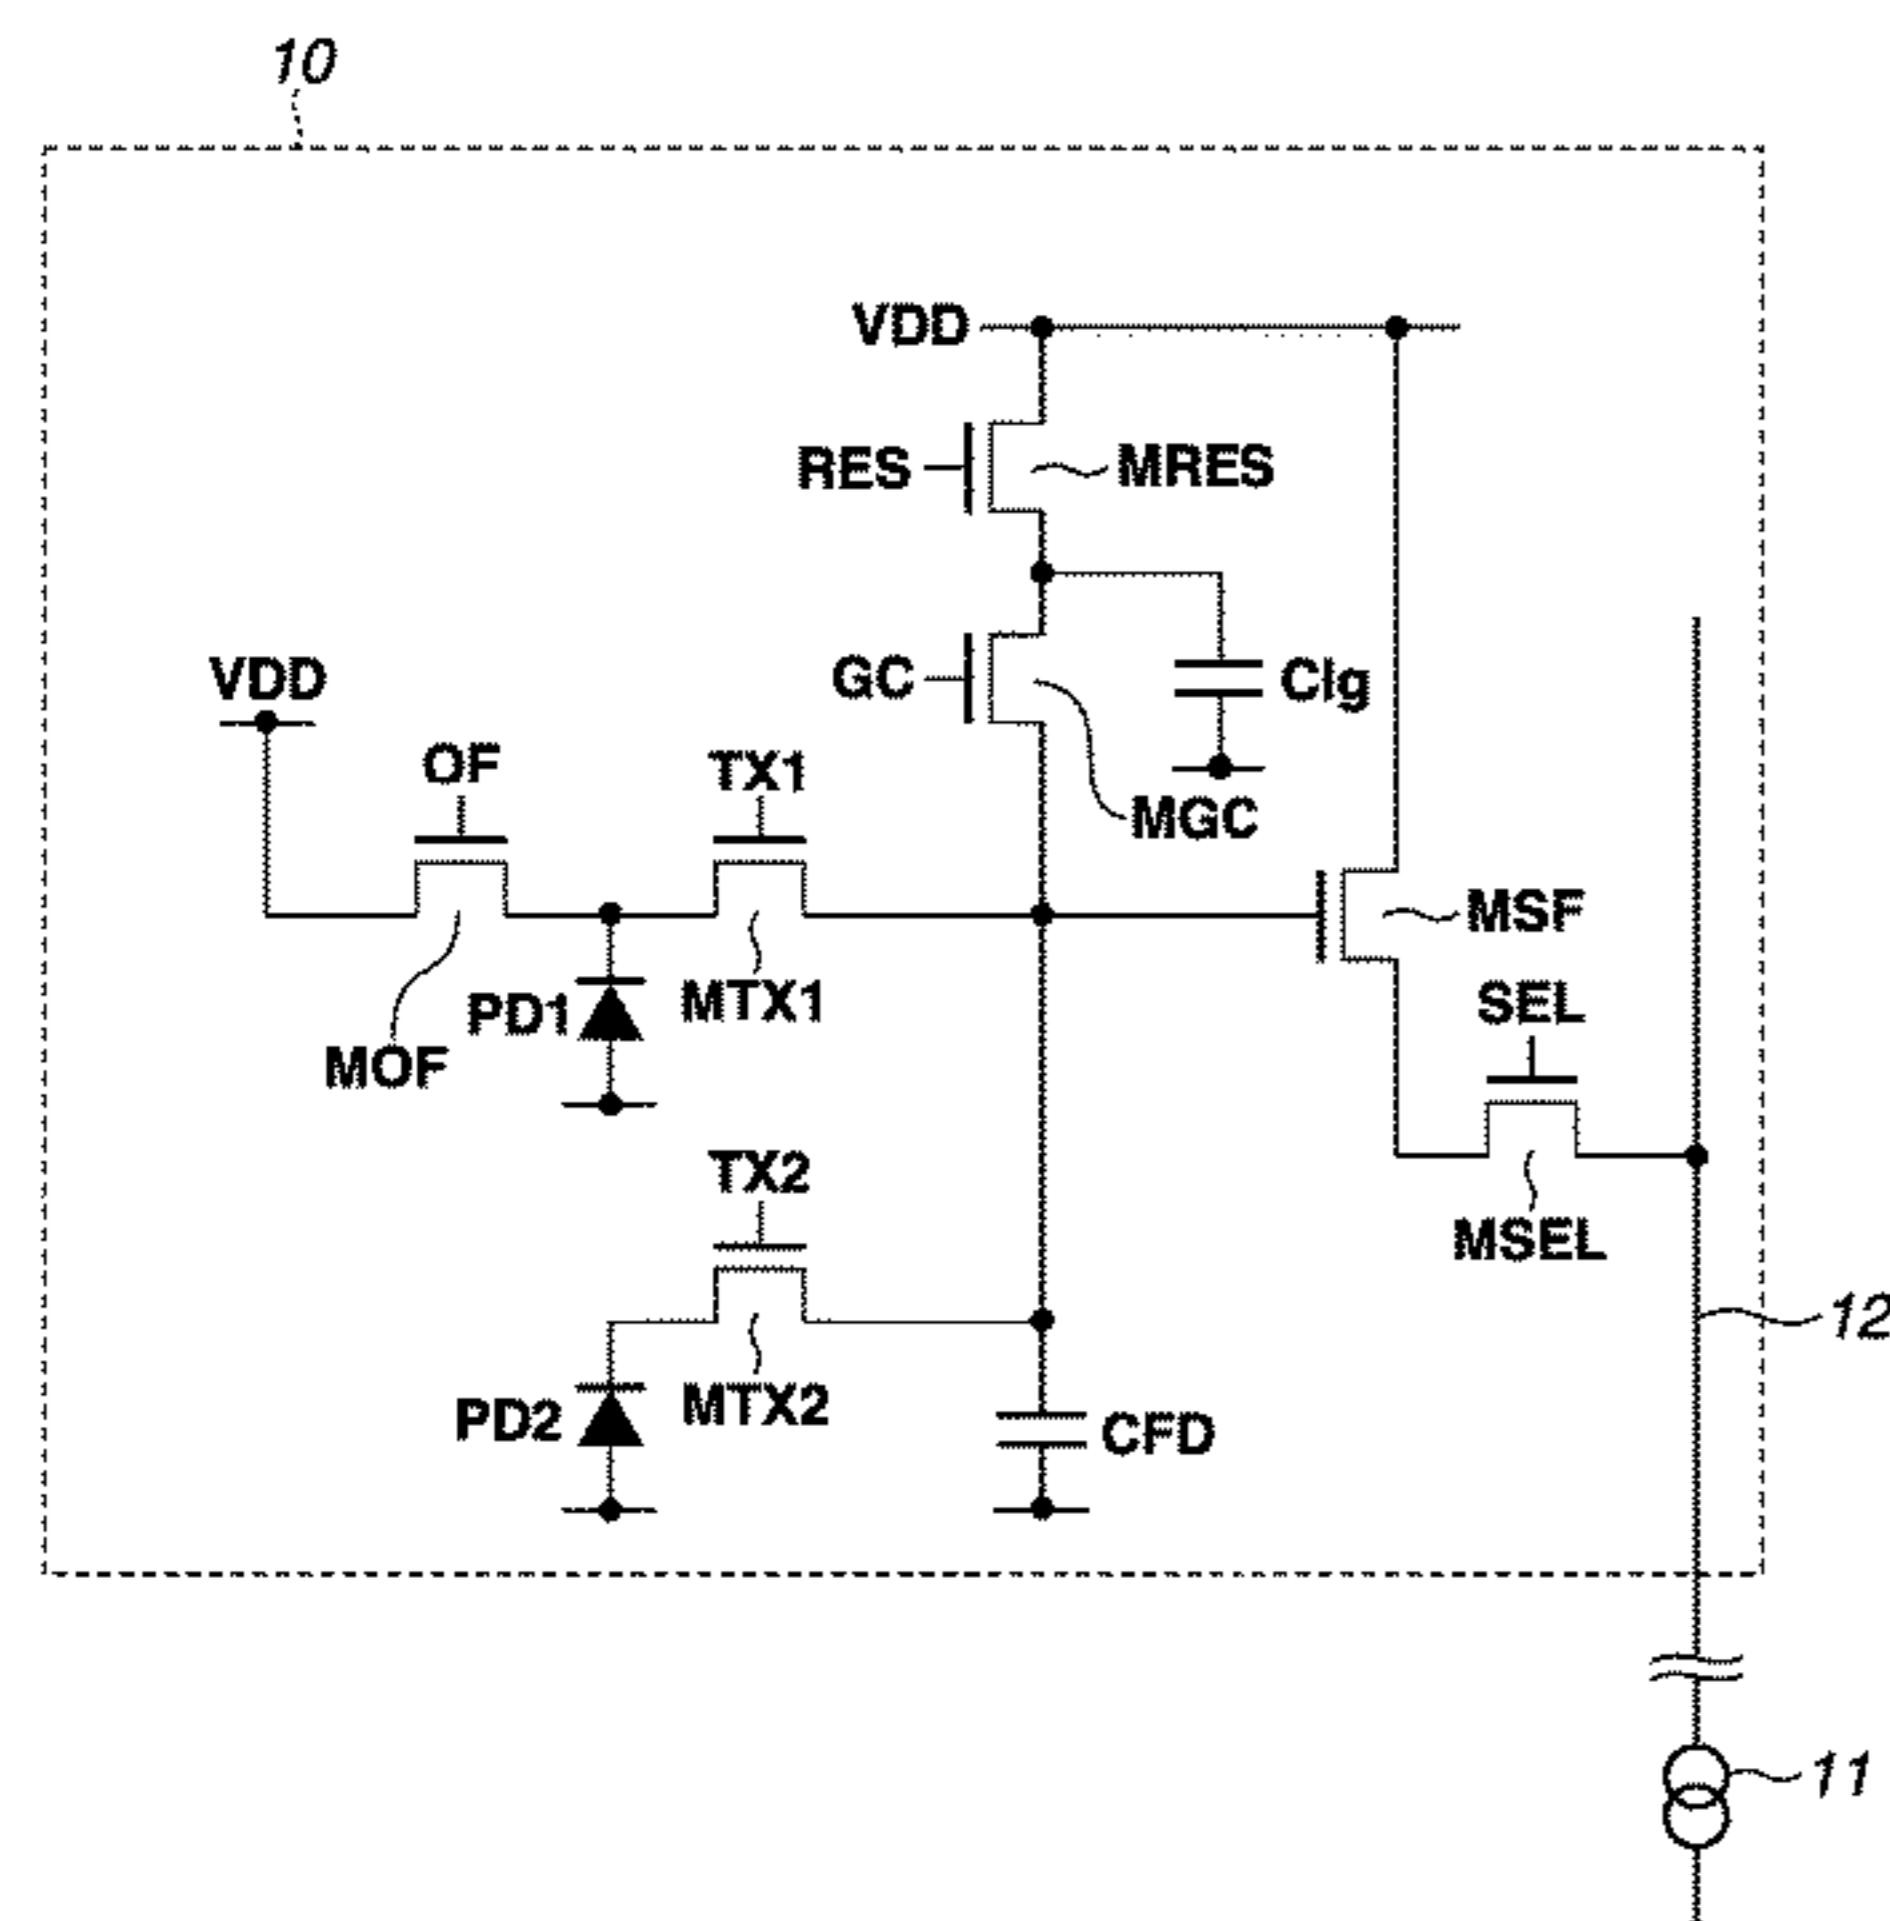 10
VDD
RES
MRES
VDD
GC
Clg
OF
TX1
MGC
MSF
PD1
MTX1
SEL
MOF
TX2
MSEL
12
PD2
MTX2
CFD
11